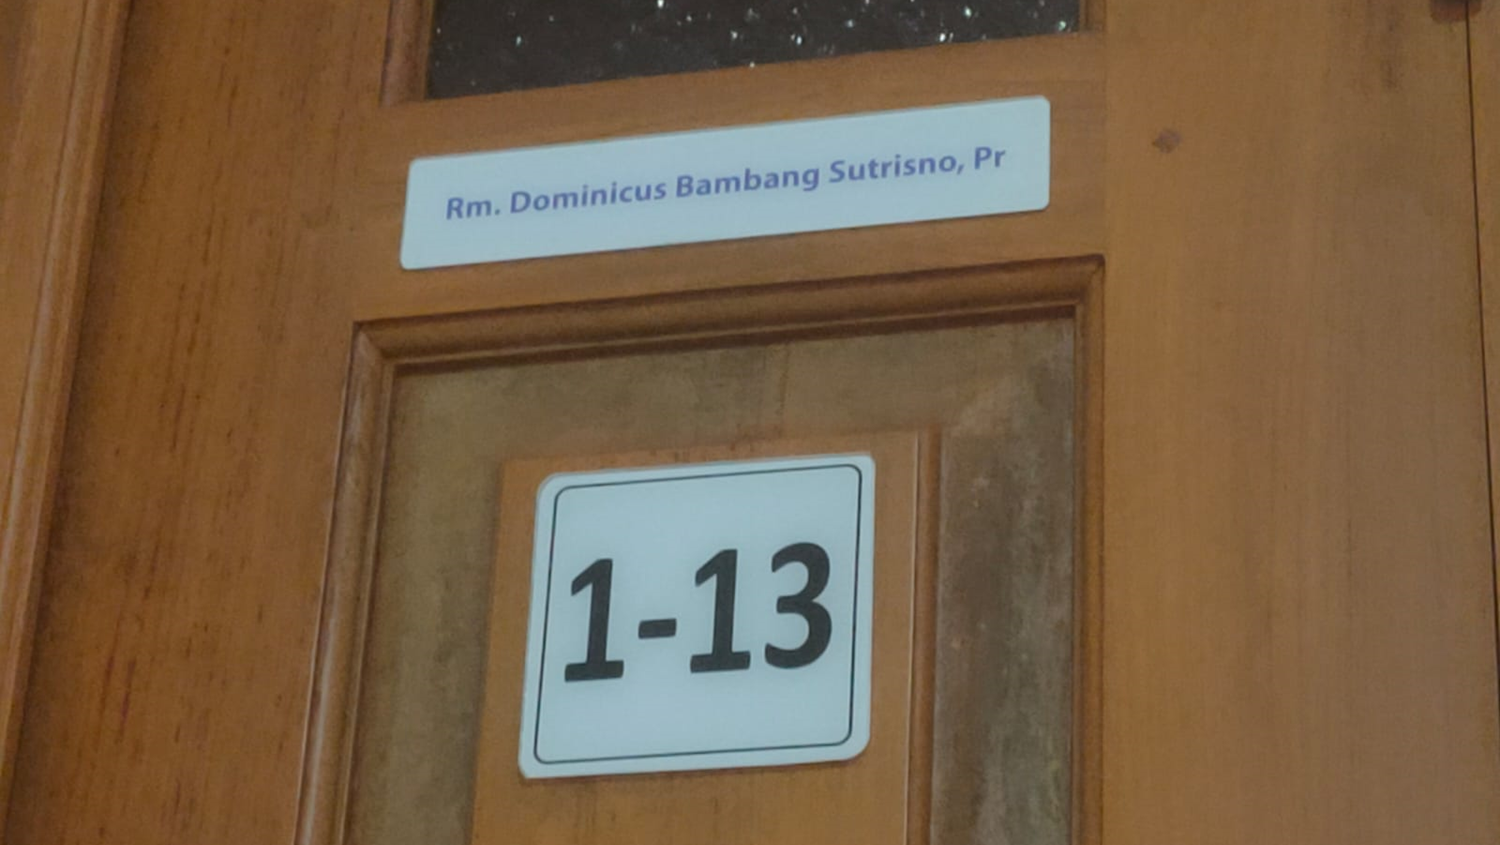 Rm. Dominicus Bambang Sutrisno, Pr
1-13